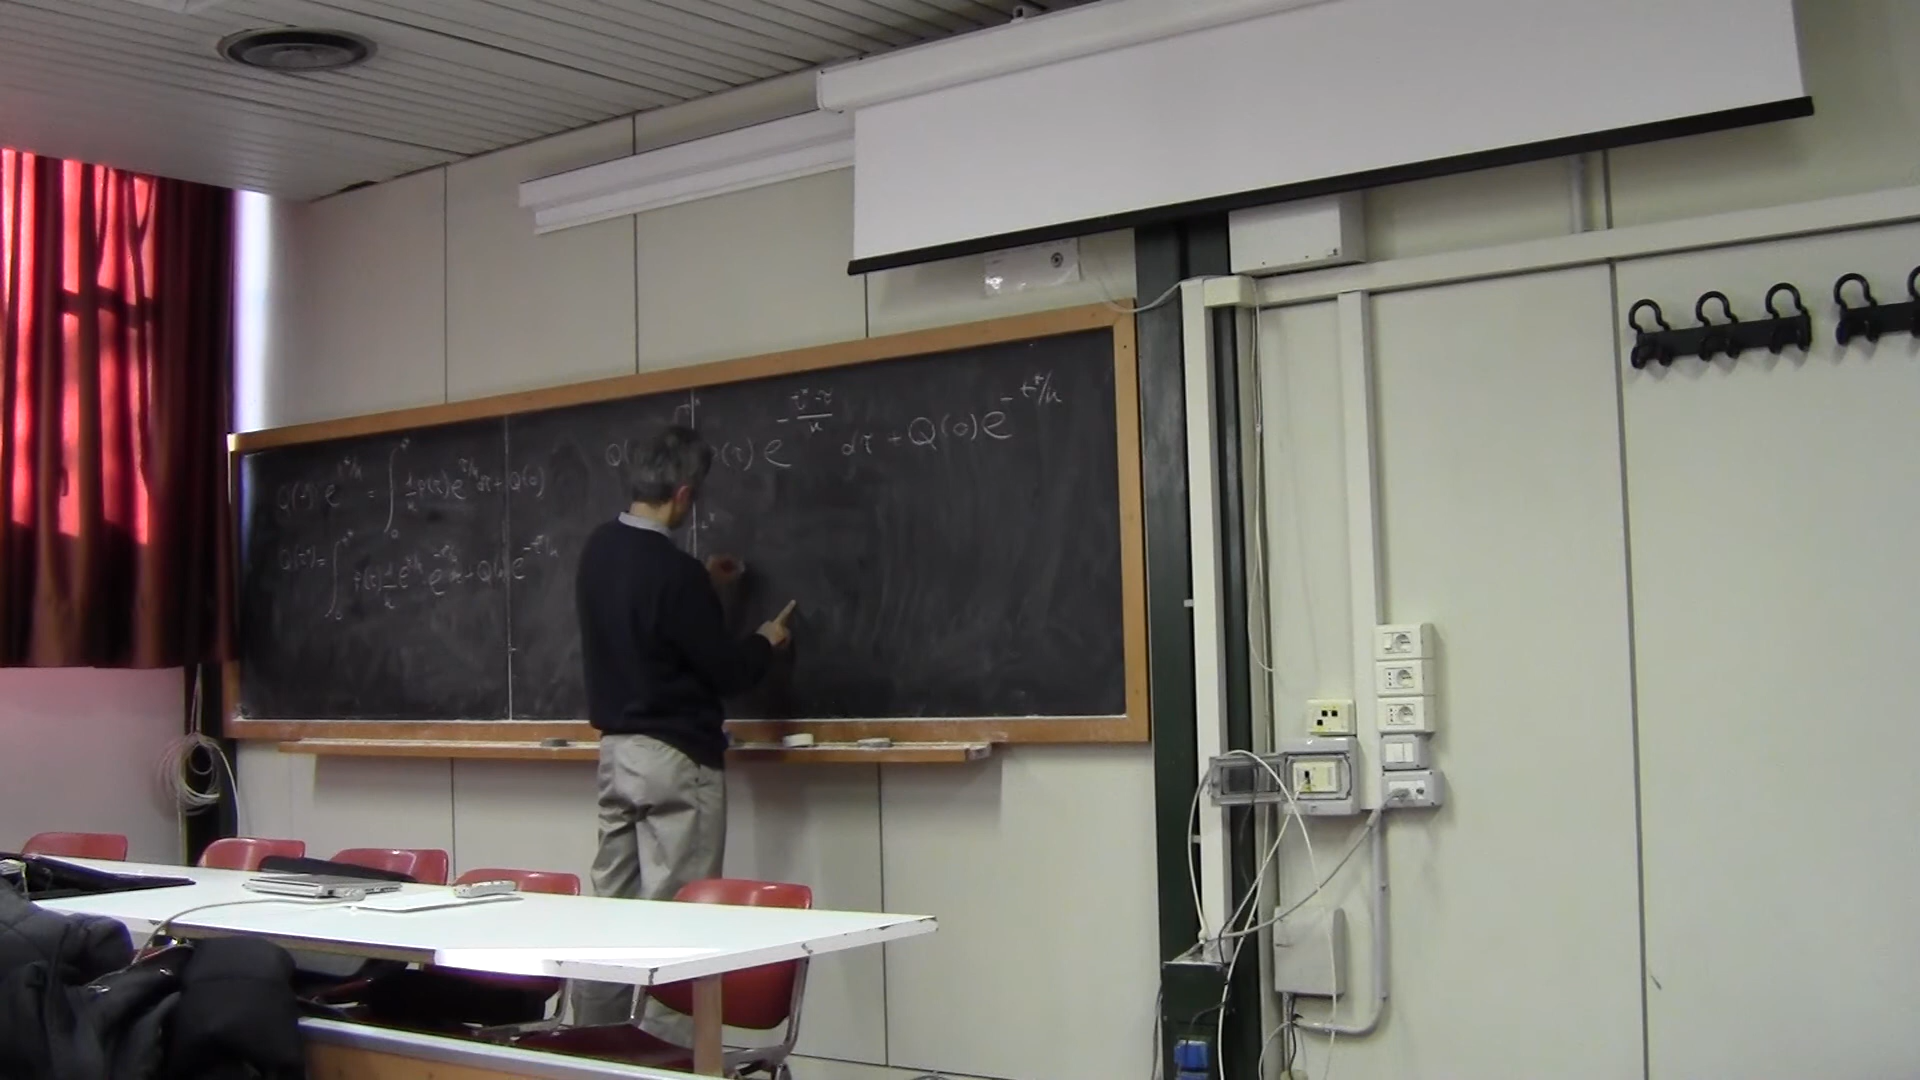 Q(t*) e^{t*/k} = ∫_0^{t*} 1/k p(τ) e^{τ/k} dτ + Q(0)
Q(t*) = ∫_0^{t*} p(τ) 1/k e^{τ/k} e^{-t*/k} dτ + Q(0) e^{-t*/k}
Q( p(τ) e^{-(t*-τ)/k} dτ + Q(0) e^{-t*/k}
t*